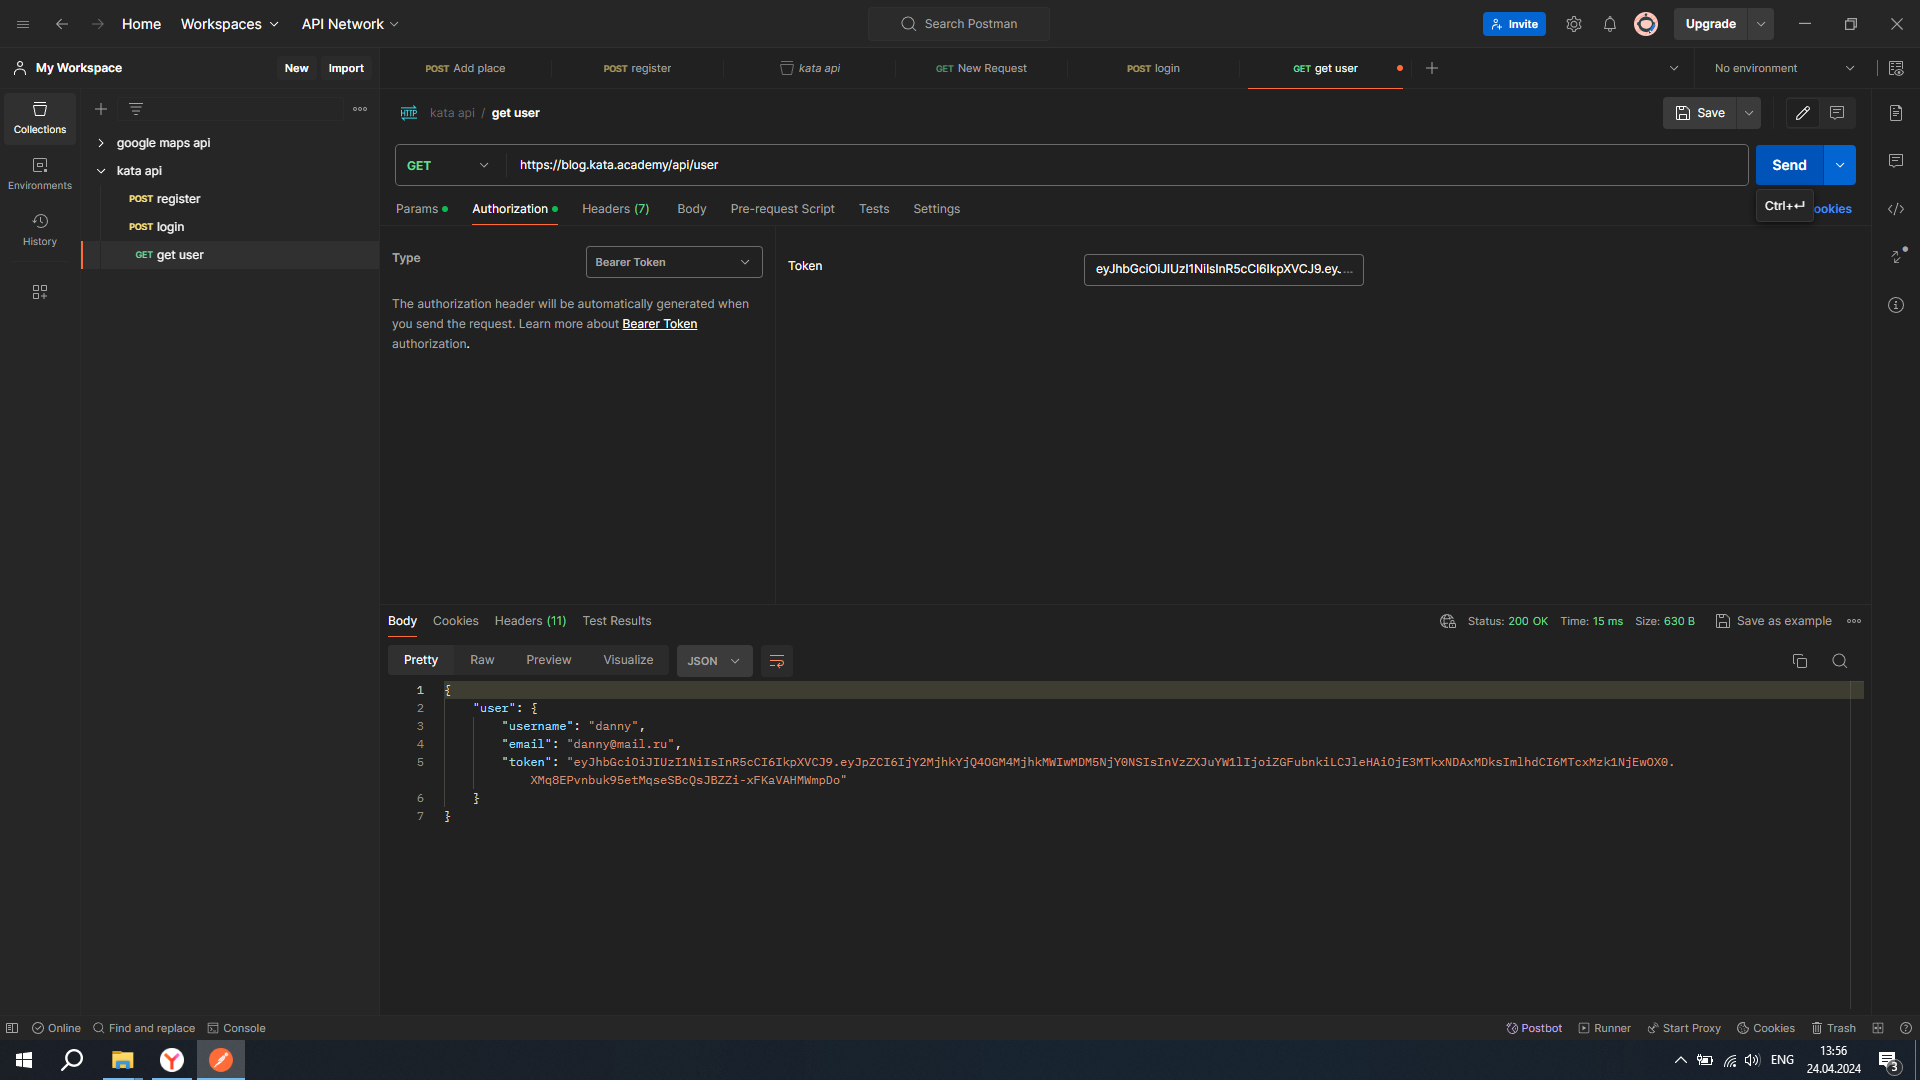 Home Workspaces API Network Search Postman Invite Upgrade
My Workspace New Import POST Add place POST register kata api GET New Request POST login GET get user No environment
Collections
Environments
History
google maps api
kata api
POST register
POST login
GET get user
HTTP kata api / get user Save
GET https://blog.kata.academy/api/user Send
Params Authorization Headers (7) Body Pre-request Script Tests Settings Ctrl+↵ ookies
Type Bearer Token Token eyJhbGciOiJIUzI1NiIsInR5cCI6IkpXVCJ9.eyJ...
The authorization header will be automatically generated when
you send the request. Learn more about Bearer Token
authorization.
Body Cookies Headers (11) Test Results Status: 200 OK Time: 15 ms Size: 630 B Save as example
Pretty Raw Preview Visualize JSON
1 {
2 "user": {
3 "username": "danny",
4 "email": "danny@mail.ru",
5 "token": "eyJhbGciOiJIUzI1NiIsInR5cCI6IkpXVCJ9.eyJpZCI6IjY2MjhkYjQ4OGM4MjhkMWIwMDM5NjY0NSIsInVzZXJuYW1lIjoiZGFubnkiLCJleHAiOjE3MTkxNDAxMDksImlhdCI6MTcxMzk1NjEwOX0.
XMq8EPvnbuk95etMqseSBcQsJBZZi-xFKaVAHMWmpDo"
6 }
7 }
Online Find and replace Console Postbot Runner Start Proxy Cookies Trash
ENG 13:56
24.04.2024 3